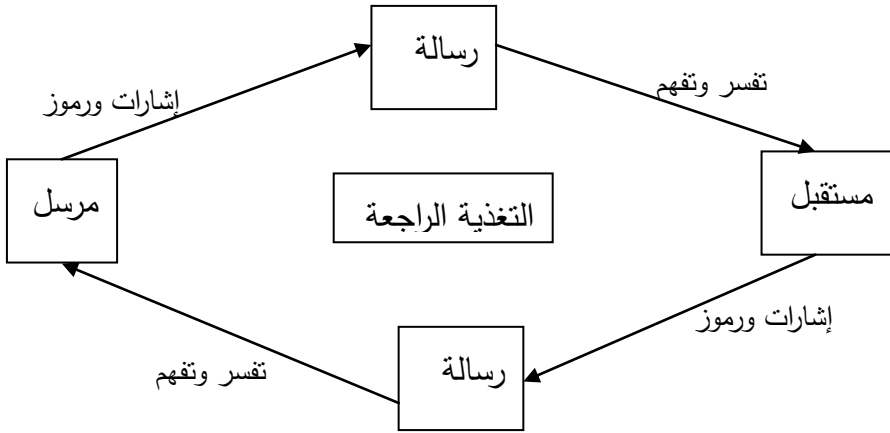 رسالة
تفسر وتفهم
إشارات ورموز
مستقبل
التغذية الراجعة
مرسل
إشارات ورموز
رسالة
تفسر وتفهم